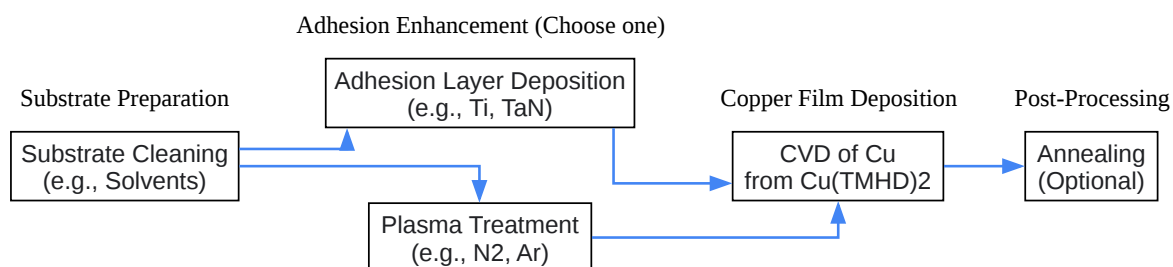 Adhesion Enhancement (Choose one)
Substrate Preparation
Adhesion Layer Deposition
(e.g., Ti, TaN)
Copper Film Deposition
Post-Processing
Substrate Cleaning
(e.g., Solvents)
Plasma Treatment
(e.g., N2, Ar)
CVD of Cu
from Cu(TMHD)2
Annealing
(Optional)